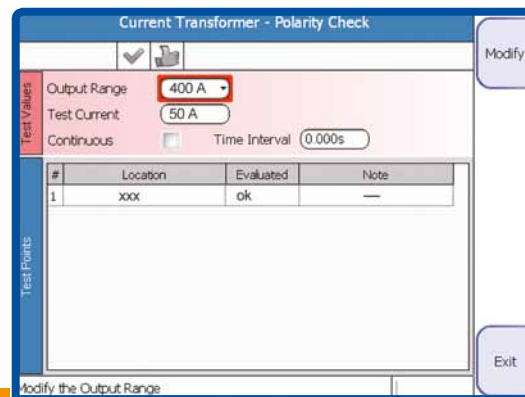 Current Transformer - Polarity Check
Modify
Test Values
Output Range 400 A
Test Current 50 A
Continuous Time Interval 0.000s
Test Points
# Location Evaluated Note
1 xxx ok —
Exit
Modify the Output Range